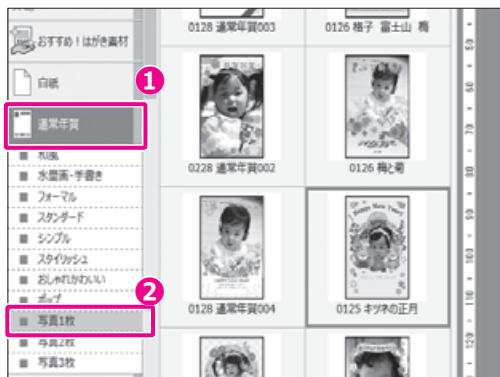 おすすめ！はがき素材
白紙
1
通常年賀
和風
水墨画・手書き
フォーマル
スタンダード
シンプル
スタイリッシュ
おしゃれかわいい
ポップ
2
写真1枚
写真2枚
写真3枚
0128 通常年賀003
0126 格子 富士山 梅
0228 通常年賀002
0126 梅と菊
Happy New Year!
0128 通常年賀004
0125 キツネの正月
80
90
100
110
120